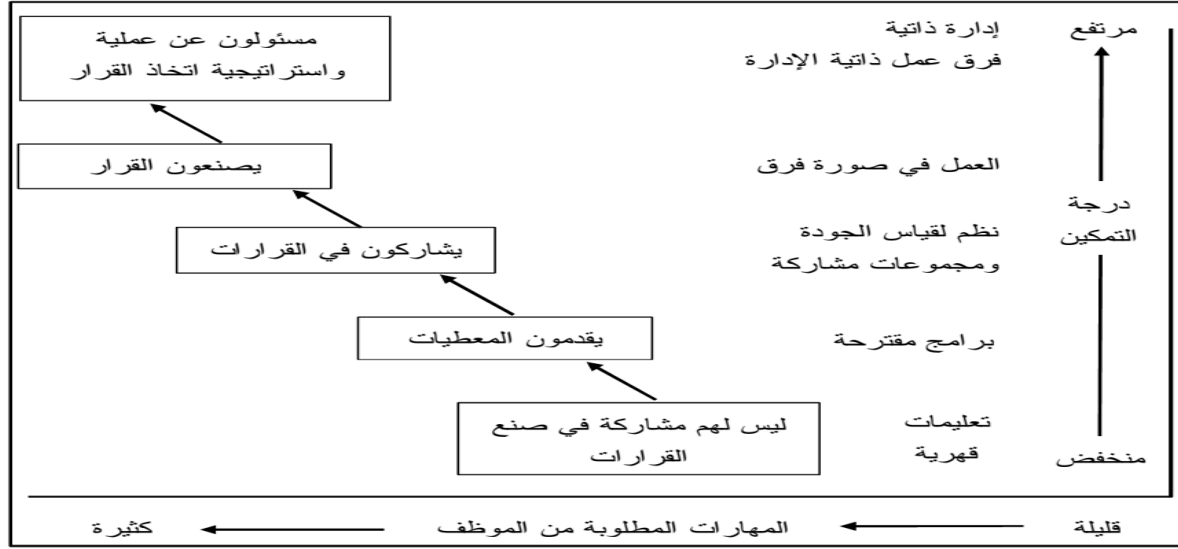 مرتفع
إدارة ذاتية
فرق عمل ذاتية الإدارة
مسئولون عن عملية
واستراتيجية اتخاذ القرار
العمل في صورة فرق
يصنعون القرار
درجة
التمكين
نظم لقياس الجودة
ومجموعات مشاركة
يشاركون في القرارات
برامج مقترحة
يقدمون المعطيات
منخفض
تعليمات
قهرية
ليس لهم مشاركة في صنع
القرارات
قليلة
المهارات المطلوبة من الموظف
كثيرة